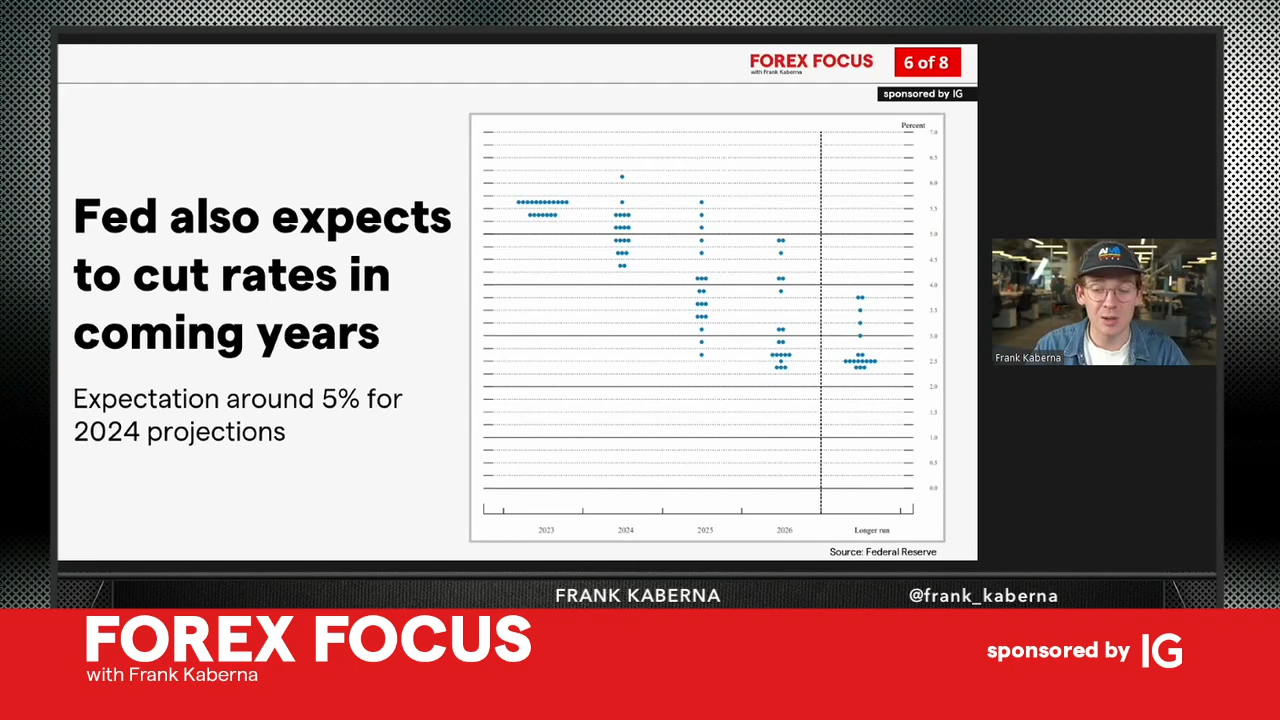 FOREX FOCUS
with Frank Kaberna
6 of 8
sponsored by IG
Fed also expects
to cut rates in
coming years
Expectation around 5% for
2024 projections
Percent
7.0
6.5
6.0
5.5
5.0
4.5
4.0
3.5
3.0
2.5
2.0
1.5
1.0
0.5
0.0
2023
2024
2025
2026
Longer run
Source: Federal Reserve
Frank Kaberna
FRANK KABERNA
@frank_kaberna
FOREX FOCUS
with Frank Kaberna
sponsored by IG